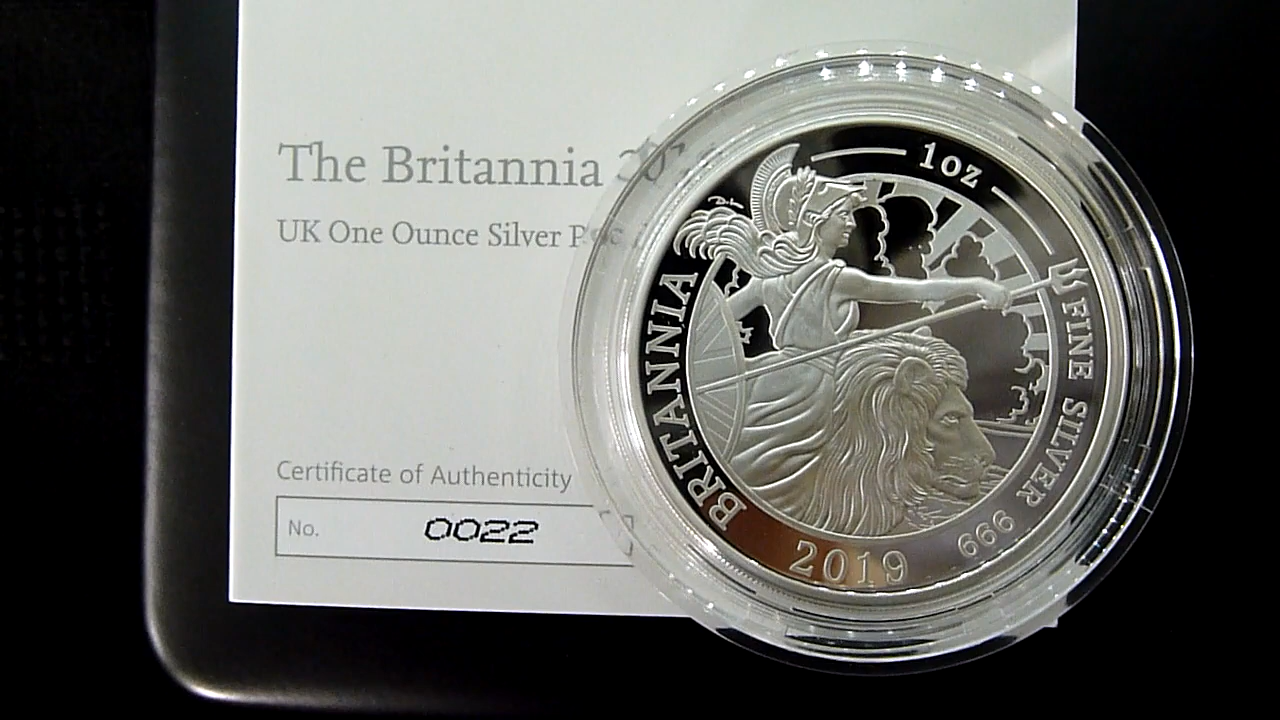 The Britannia
UK One Ounce Silver
Certificate of Authenticity
No. 0022
BRITANNIA
1oz
FINE SILVER
999
2019